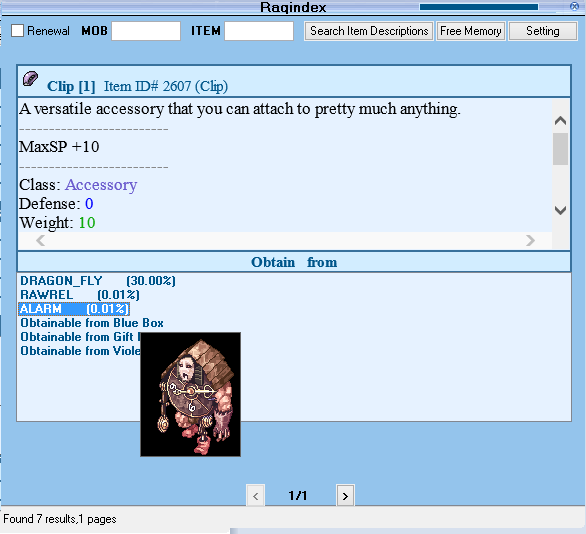 Raqindex
Renewal MOB ITEM Search Item Descriptions Free Memory Setting
Clip [1] Item ID# 2607 (Clip)
A versatile accessory that you can attach to pretty much anything.
-------------------------
MaxSP +10
-------------------------
Class: Accessory
Defense: 0
Weight: 10
Obtain from
DRAGON_FLY (30.00%)
RAWREL (0.01%)
ALARM (0.01%)
Obtainable from Blue Box
Obtainable from Gift
Obtainable from Viole
< 1/1 >
Found 7 results,1 pages